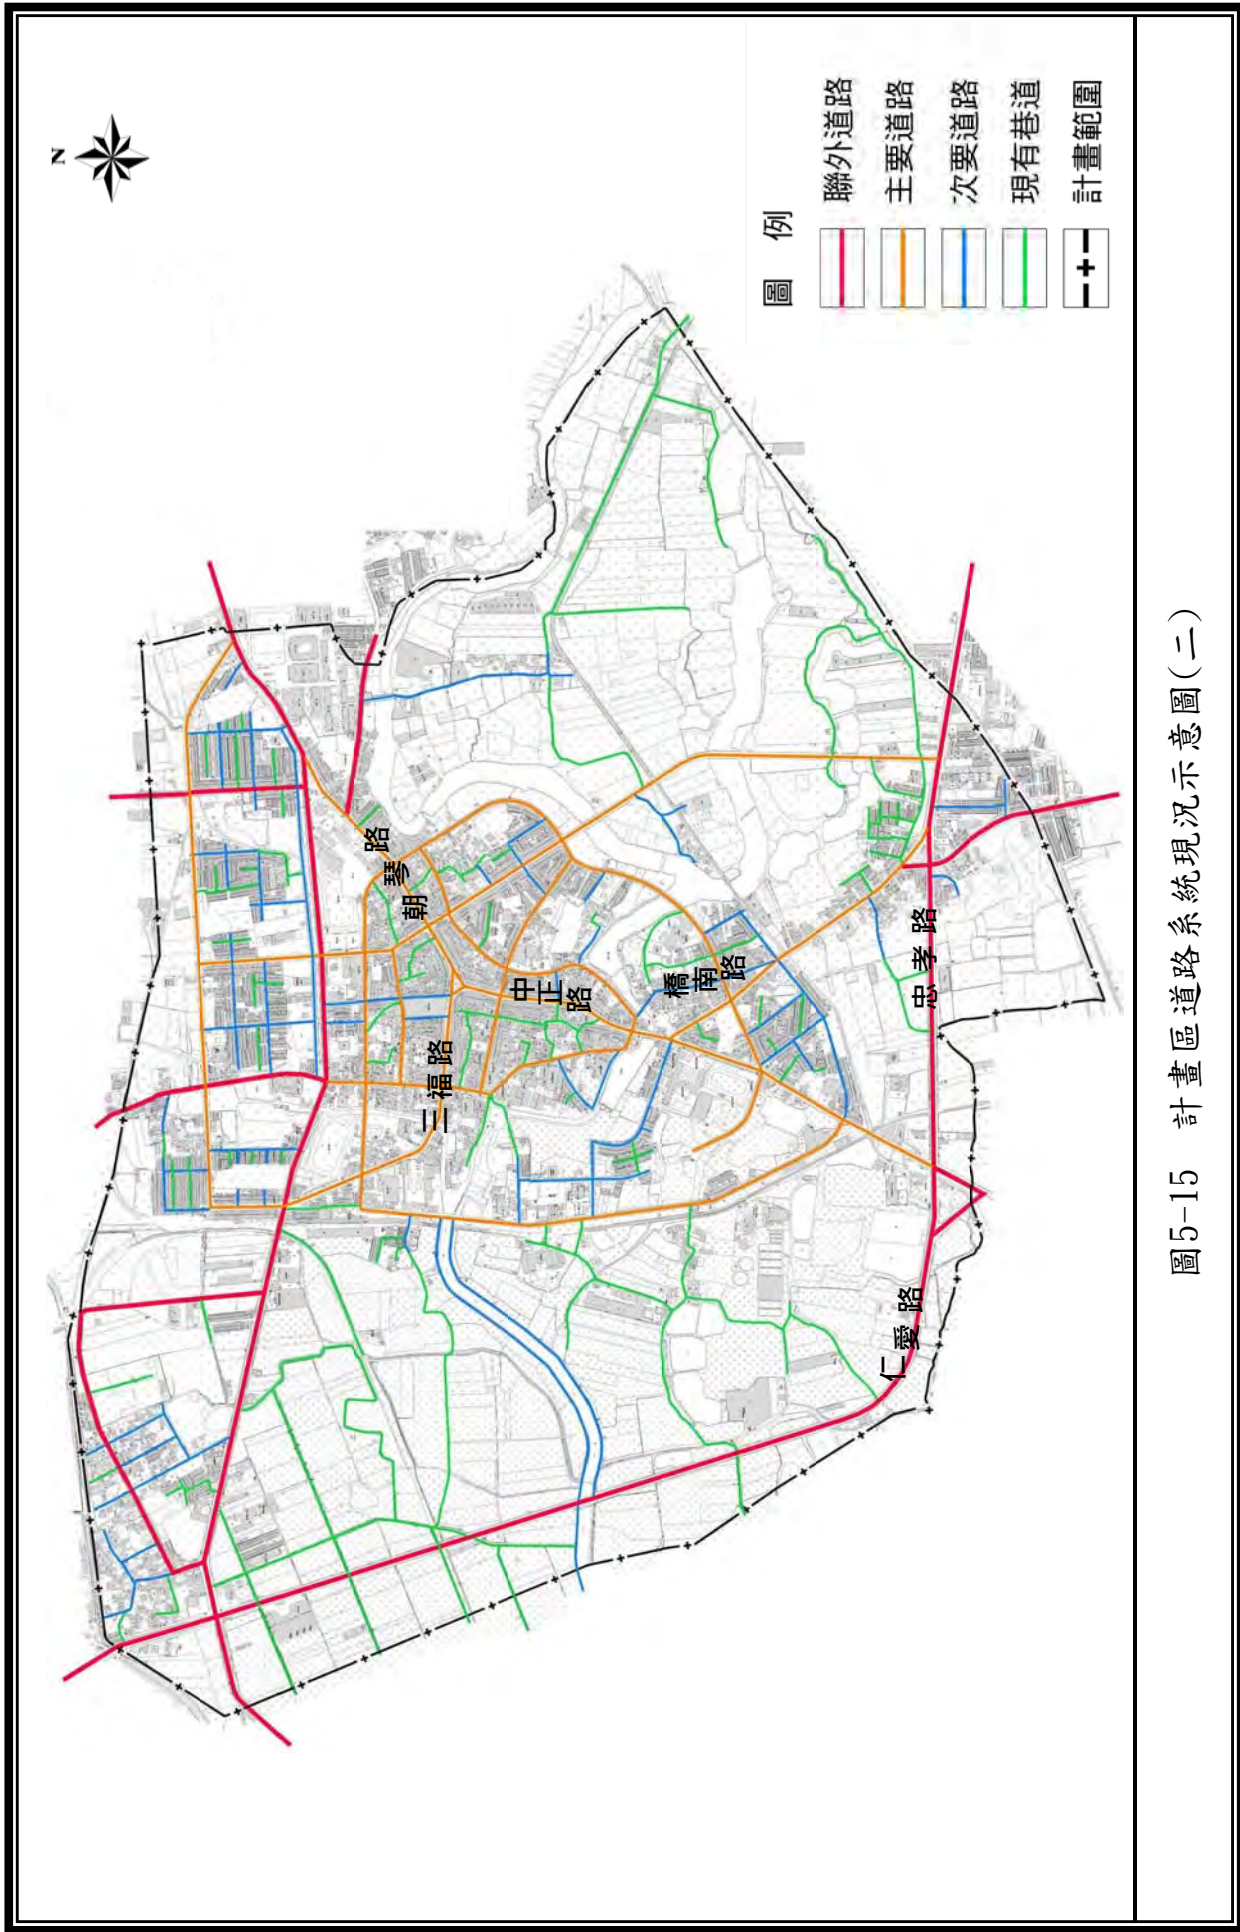 N
圖 例
聯外道路
主要道路
次要道路
現有巷道
計畫範圍
朝琴路
中正路
三福路
橋南路
忠孝路
仁愛路
圖5-15 計畫區道路系統現況示意圖(二)